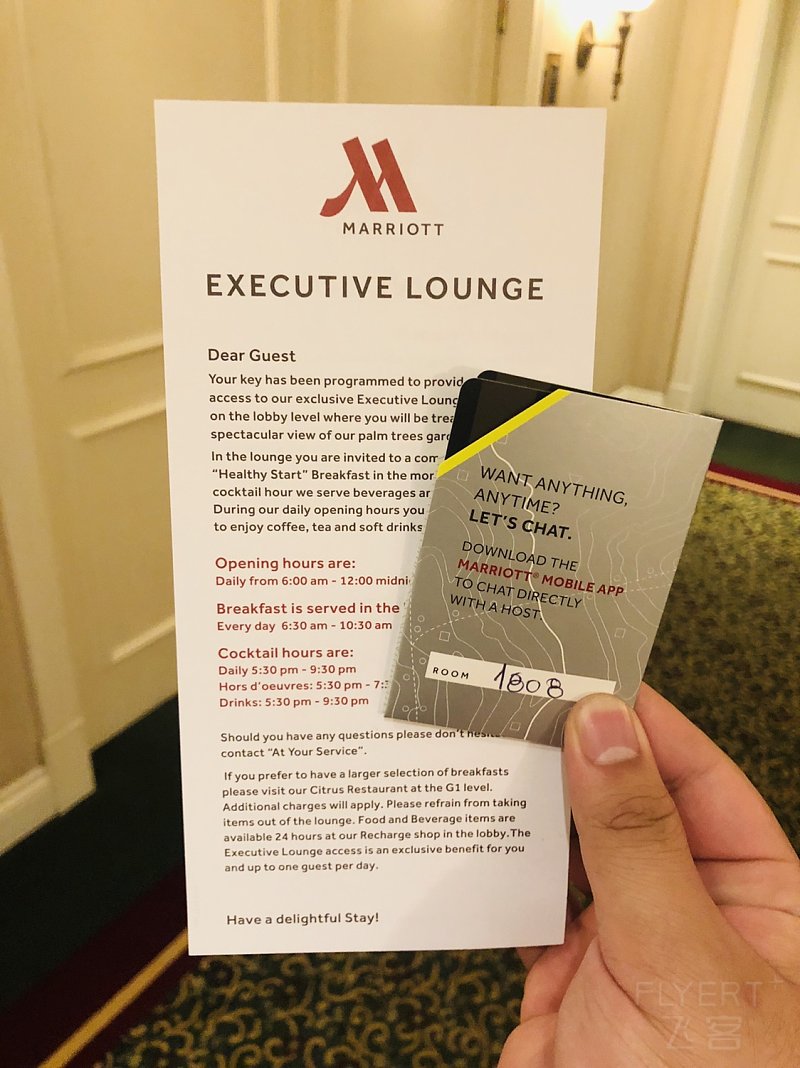 MARRIOTT
EXECUTIVE LOUNGE
Dear Guest
Your key has been programmed to provid
access to our exclusive Executive Loung
on the lobby level where you will be trea
spectacular view of our palm trees gar
In the lounge you are invited to a com
“Healthy Start” Breakfast in the mor
cocktail hour we serve beverages ar
During our daily opening hours you
to enjoy coffee, tea and soft drinks
Opening hours are:
Daily from 6:00 am - 12:00 midni
Breakfast is served in the
Every day 6:30 am - 10:30 am
Cocktail hours are:
Daily 5:30 pm - 9:30 pm
Hors d’oeuvres: 5:30 pm - 7:
Drinks: 5:30 pm - 9:30 pm
Should you have any questions please don’t hesit
contact “At Your Service”.
If you prefer to have a larger selection of breakfasts
please visit our Citrus Restaurant at the G1 level.
Additional charges will apply. Please refrain from taking
items out of the lounge. Food and Beverage items are
available 24 hours at our Recharge shop in the lobby.The
Executive Lounge access is an exclusive benefit for you
and up to one guest per day.
Have a delightful Stay!
WANT ANYTHING,
ANYTIME?
LET’S CHAT.
DOWNLOAD THE
MARRIOTT® MOBILE APP
TO CHAT DIRECTLY
WITH A HOST.
ROOM 1808
FLYERT
飞客